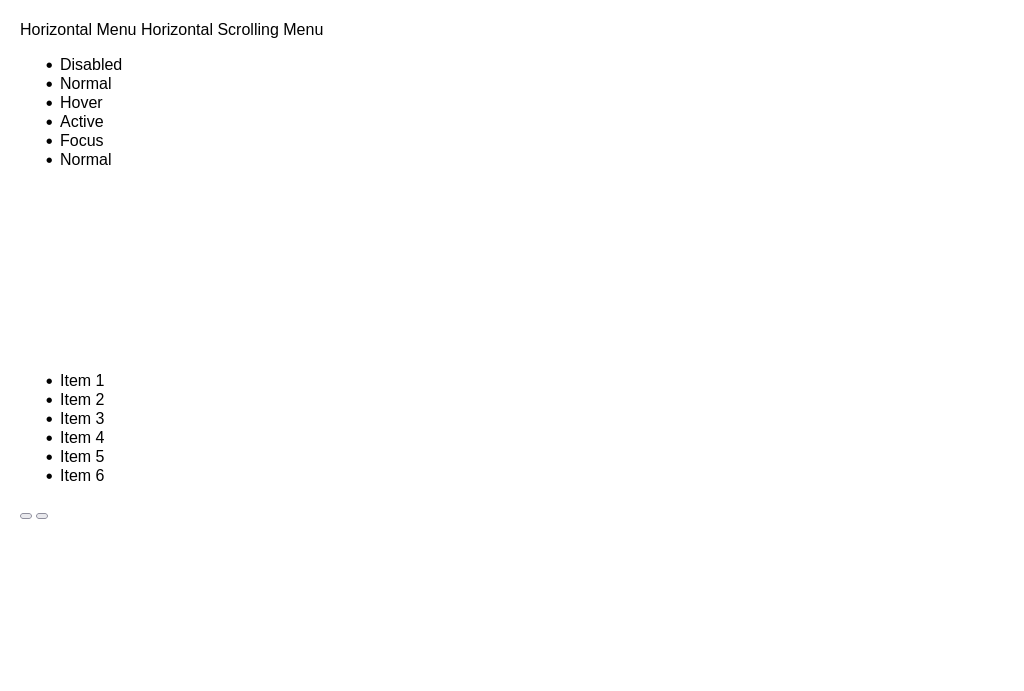 Horizontal Menu Horizontal Scrolling Menu
Disabled
Normal
Hover
Active
Focus
Normal
Item 1
Item 2
Item 3
Item 4
Item 5
Item 6